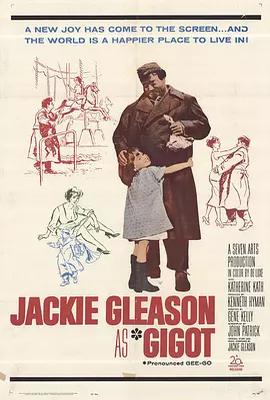 A NEW JOY HAS COME TO THE SCREEN...AND
THE WORLD IS A HAPPIER PLACE TO LIVE IN!
A SEVEN ARTS
PRODUCTION
IN COLOR BY DE LUXE
KATHERINE KATH
KENNETH HYMAN
GENE KELLY
JOHN PATRICK
JACKIE GLEASON
JACKIE GLEASON
AS *GIGOT
*Pronounced GEE-GO
20